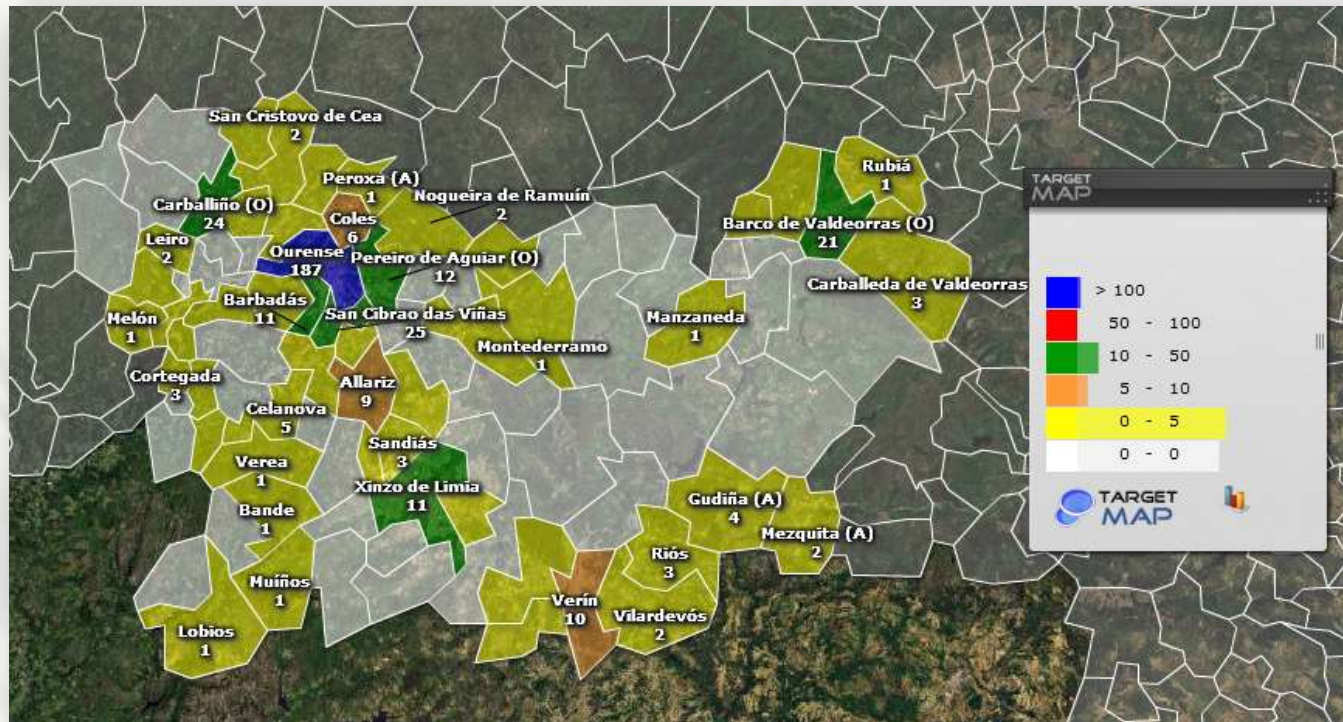 San Cristovo de Cea
2
Peroxa (A)
1
Nogueira de Ramuín
2
Carballiño (O)
24
Coles
6
Leiro
2
Ourense
187
Pereiro de Aguiar (O)
12
Barbadás
11
San Cibrao das Viñas
25
Melón
1
Montederramo
1
Cortegada
3
Allariz
9
Celanova
5
Sandiás
3
Verea
1
Xinzo de Limia
11
Bande
1
Muíños
1
Lobios
1
Rubiá
1
Barco de Valdeorras (O)
21
Carballeda de Valdeorras
3
Manzaneda
1
Gudiña (A)
4
Mezquita (A)
2
Riós
3
Verín
10
Vilardevós
2
TARGET
MAP
> 100
50 - 100
10 - 50
5 - 10
0 - 5
0 - 0
TARGET
MAP